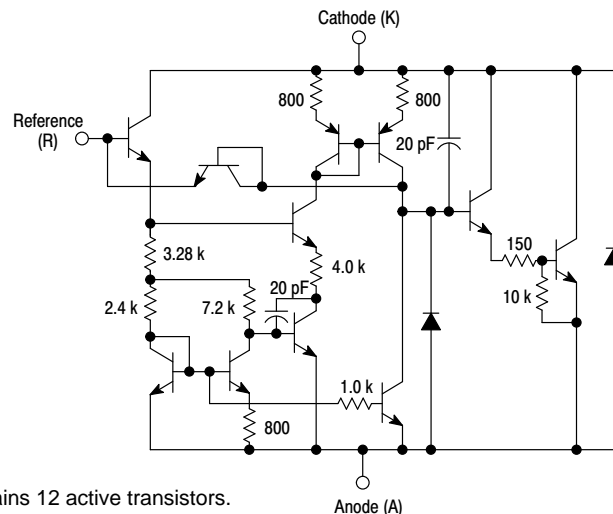 Cathode (K)
800
800
Reference
(R)
20 pF
3.28 k
4.0 k
150
20 pF
2.4 k
7.2 k
10 k
1.0 k
800
ains 12 active transistors.
Anode (A)